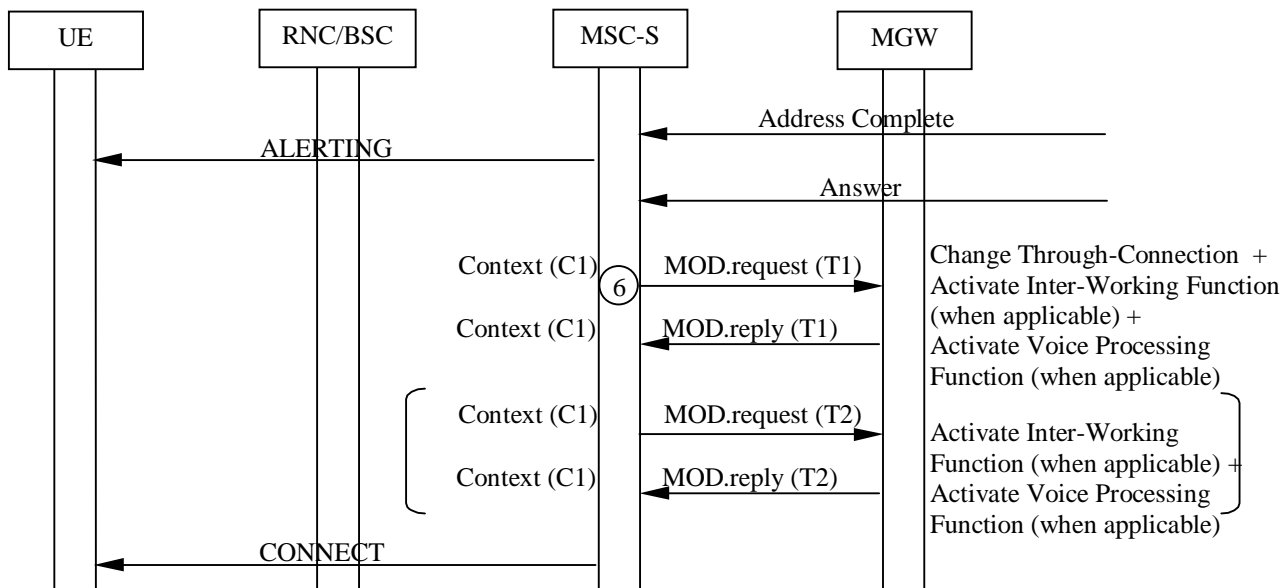 UE
RNC/BSC
MSC-S
MGW
Address Complete
ALERTING
Answer
Context (C1)
6
MOD.request (T1)
Change Through-Connection +
Activate Inter-Working Function
(when applicable) +
Activate Voice Processing
Function (when applicable)
Context (C1)
MOD.reply (T1)
Context (C1)
MOD.request (T2)
Activate Inter-Working
Function (when applicable) +
Activate Voice Processing
Function (when applicable)
Context (C1)
MOD.reply (T2)
CONNECT